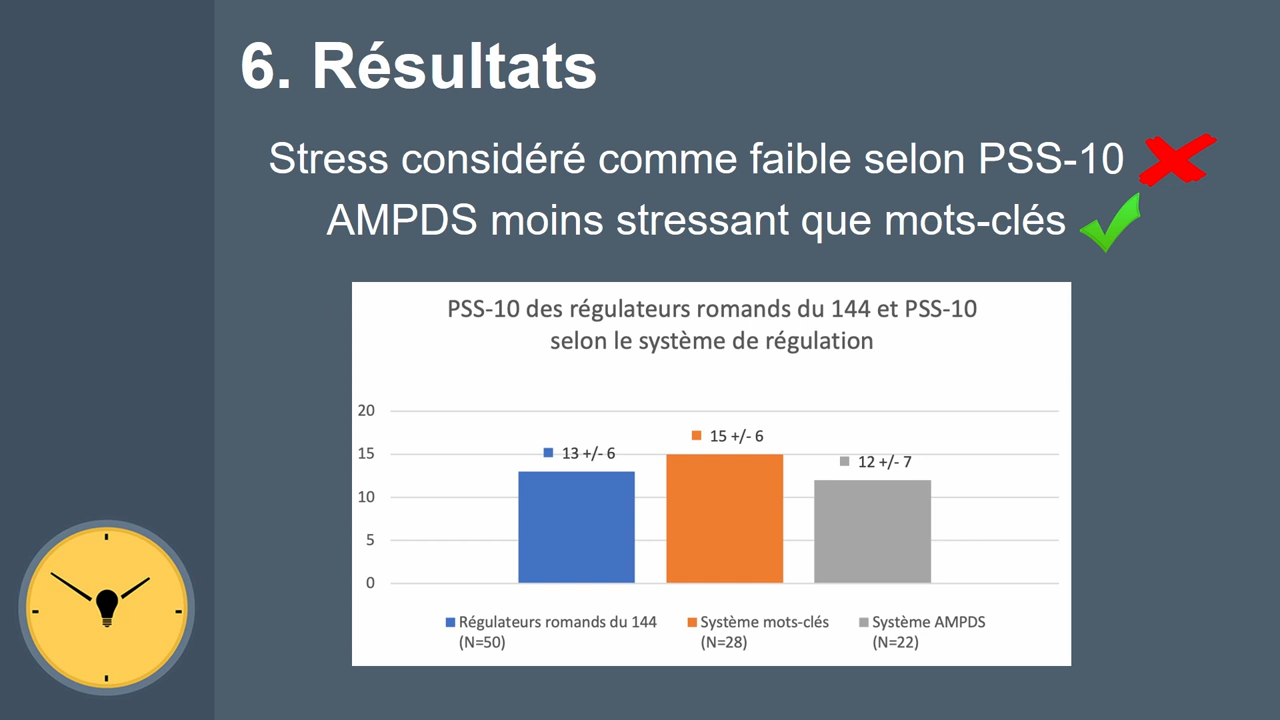 6. Résultats
Stress considéré comme faible selon PSS-10
AMPDS moins stressant que mots-clés
PSS-10 des régulateurs romands du 144 et PSS-10
selon le système de régulation
20
15
10
5
0
13 +/- 6
15 +/- 6
12 +/- 7
Régulateurs romands du 144
(N=50)
Système mots-clés
(N=28)
Système AMPDS
(N=22)